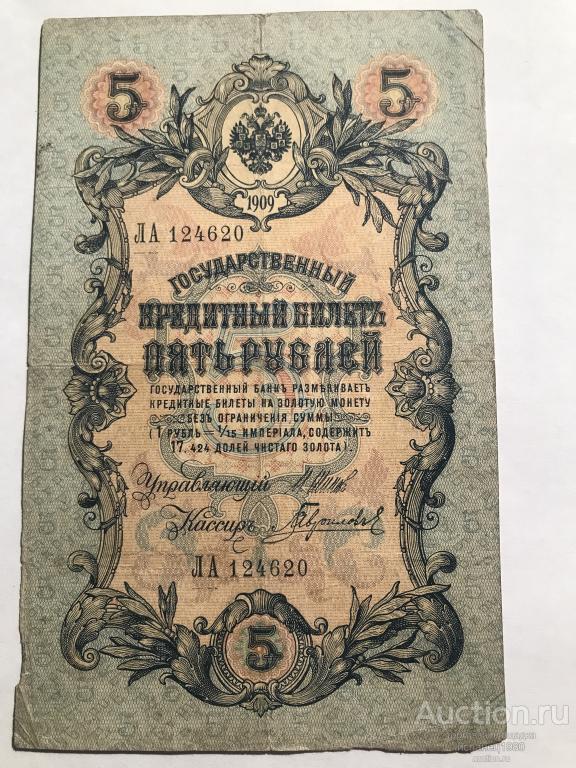 5 5
1909
ЛА 124620
ГОСУДАРСТВЕННЫЙ
КРЕДИТНЫЙ БИЛЕТЪ
ПЯТЬ РУБЛЕЙ
ГОСУДАРСТВЕННЫЙ БАНКЪ РАЗМѢНИВАЕТЪ
КРЕДИТНЫЕ БИЛЕТЫ НА ЗОЛОТУЮ МОНЕТУ
БЕЗЪ ОГРАНИЧЕНІЯ СУММЫ
(1 РУБЛЬ = 1/15 ИМПЕРІАЛА, СОДЕРЖИТЪ
17,424 ДОЛЕЙ ЧИСТАГО ЗОЛОТА).
Управляющій
Кассиръ
ЛА 124620
5
Auction.ru
auction.ru